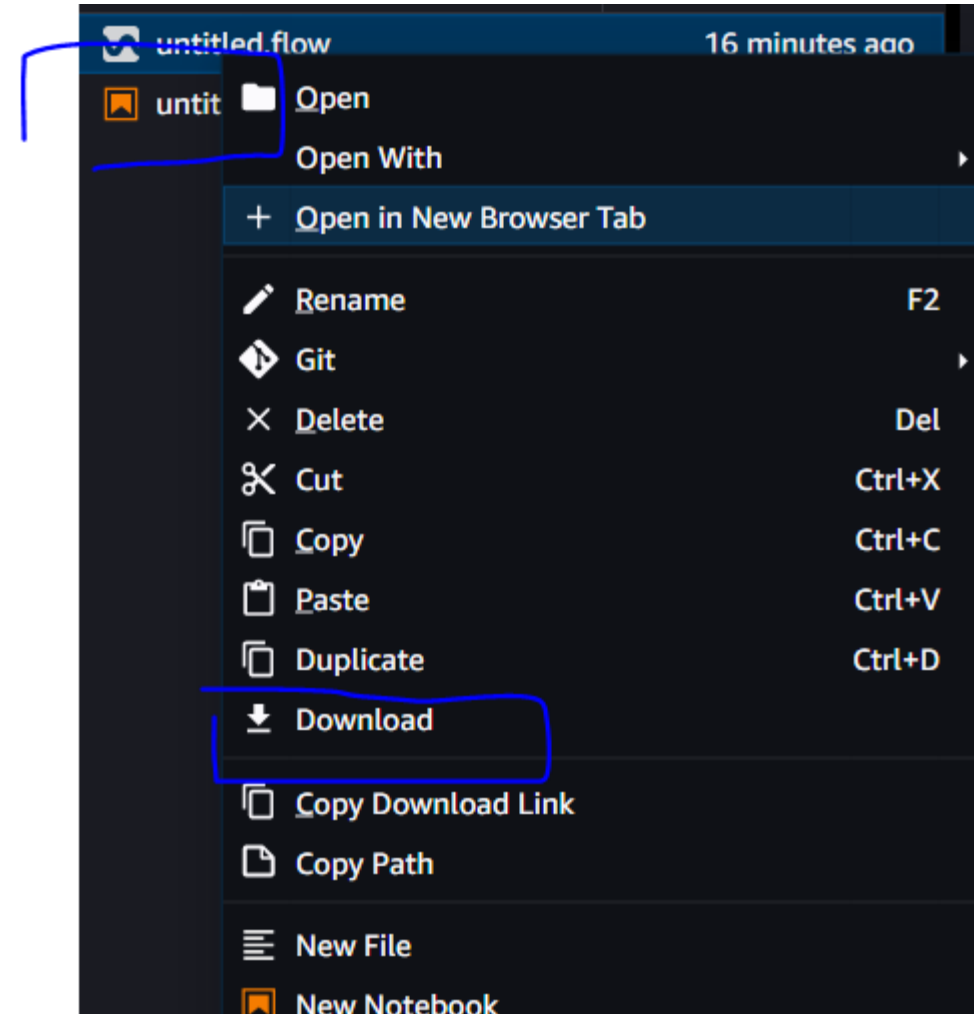 untitled.flow 16 minutes ago
untit
Open
Open With
Open in New Browser Tab
Rename F2
Git
Delete Del
Cut Ctrl+X
Copy Ctrl+C
Paste Ctrl+V
Duplicate Ctrl+D
Download
Copy Download Link
Copy Path
New File
New Notebook